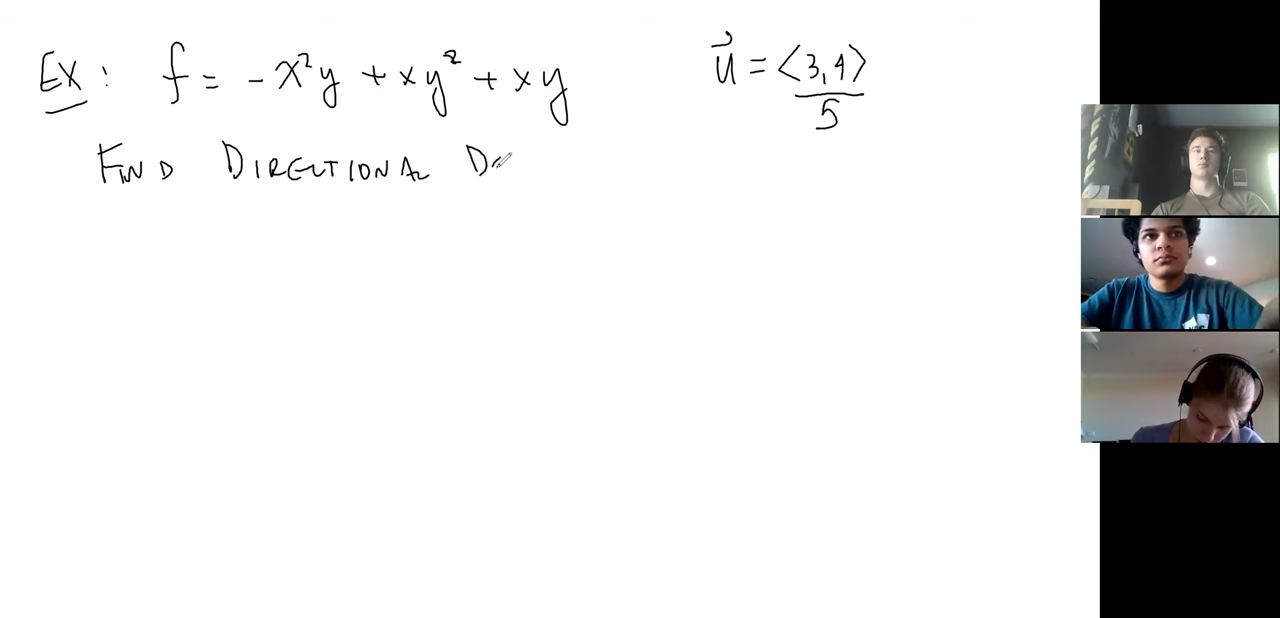 EX: f = -x²y + xy² + xy
u⃗ = <3,4>
5
FIND DIRECTIONAL